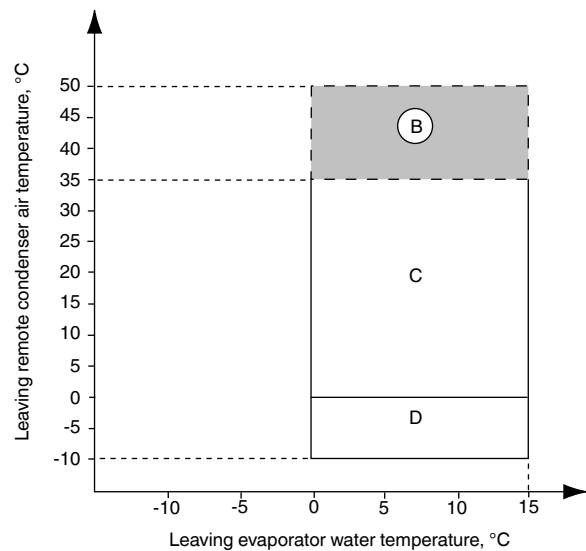 Leaving remote condenser air temperature, °C
50
45
40
35
30
25
20
15
10
5
0
-5
-10
B
C
D
-10 -5 0 5 10 15
Leaving evaporator water temperature, °C